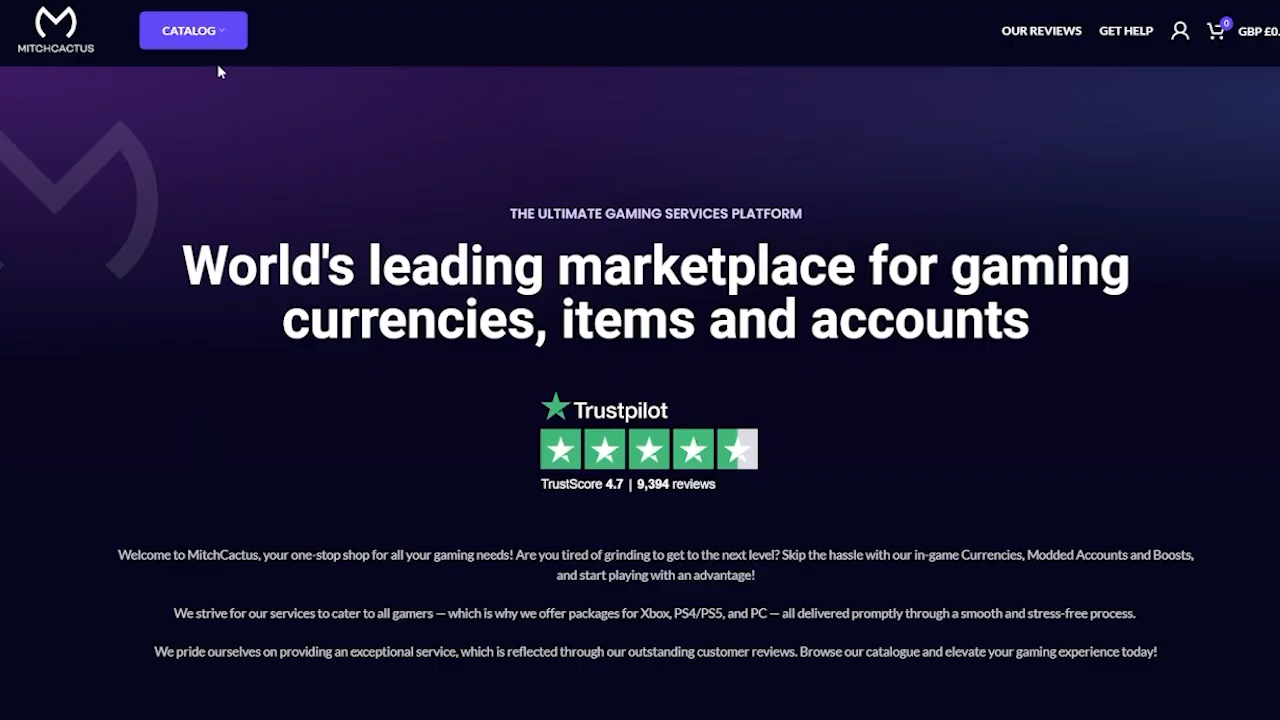 MITCHCACTUS
CATALOG
OUR REVIEWS
GET HELP
0
GBP £0.
THE ULTIMATE GAMING SERVICES PLATFORM
World's leading marketplace for gaming
currencies, items and accounts
Trustpilot
TrustScore 4.7 | 9,394 reviews
Welcome to MitchCactus, your one-stop shop for all your gaming needs! Are you tired of grinding to get to the next level? Skip the hassle with our in-game Currencies, Modded Accounts and Boosts,
and start playing with an advantage!
We strive for our services to cater to all gamers — which is why we offer packages for Xbox, PS4/PS5, and PC — all delivered promptly through a smooth and stress-free process.
We pride ourselves on providing an exceptional service, which is reflected through our outstanding customer reviews. Browse our catalogue and elevate your gaming experience today!